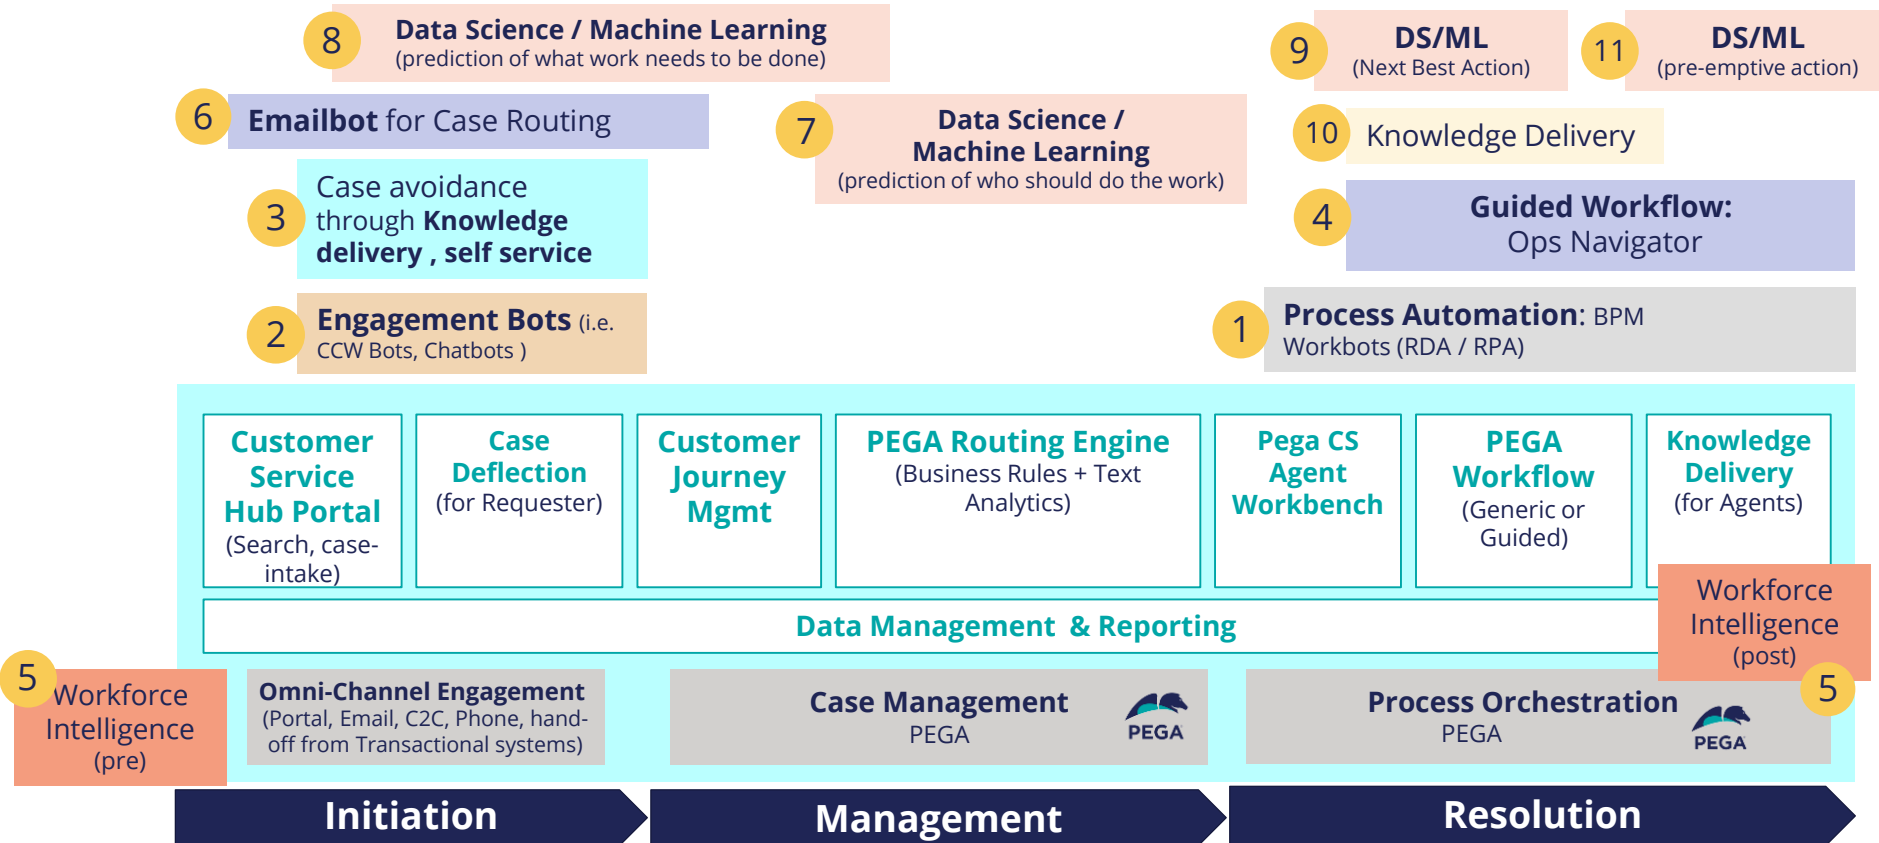 8
Data Science / Machine Learning
(prediction of what work needs to be done)
9
DS/ML
(Next Best Action)
11
DS/ML
(pre-emptive action)
6
Emailbot for Case Routing
7
Data Science /
Machine Learning
(prediction of who should do the work)
10
Knowledge Delivery
3
Case avoidance
through Knowledge
delivery , self service
4
Guided Workflow:
Ops Navigator
2
Engagement Bots (i.e.
CCW Bots, Chatbots )
1
Process Automation: BPM
Workbots (RDA / RPA)
Customer
Service
Hub Portal
(Search, case-
intake)
Case
Deflection
(for Requester)
Customer
Journey
Mgmt
PEGA Routing Engine
(Business Rules + Text
Analytics)
Pega CS
Agent
Workbench
PEGA
Workflow
(Generic or
Guided)
Knowledge
Delivery
(for Agents)
Data Management & Reporting
Workforce
Intelligence
(post)
5
5
Workforce
Intelligence
(pre)
Omni-Channel Engagement
(Portal, Email, C2C, Phone, hand-
off from Transactional systems)
Case Management
PEGA
PEGA
Process Orchestration
PEGA
PEGA
Initiation
Management
Resolution